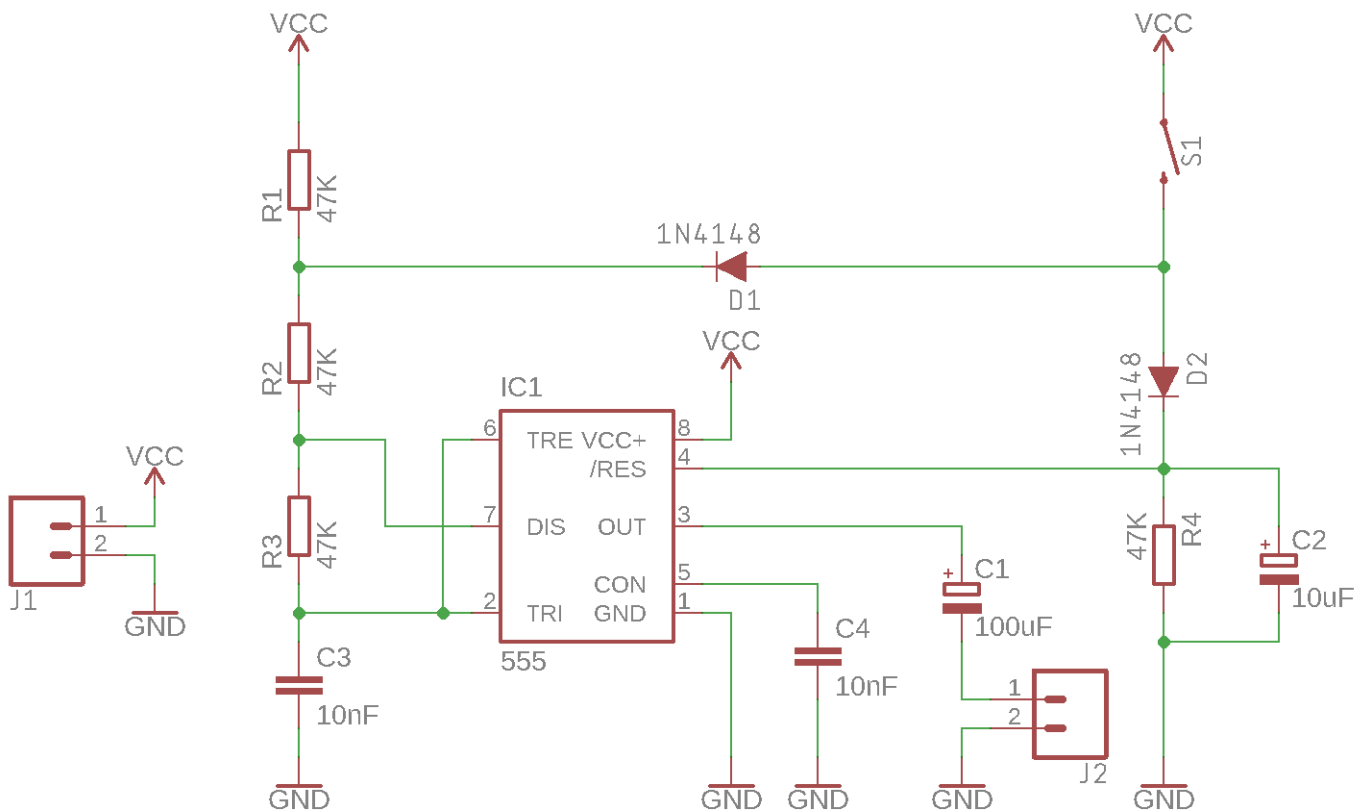 VCC
VCC
S1
R1
47K
1N4148
D1
VCC
R2
47K
1N4148
D2
IC1
6
TRE
VCC+
8
/RES
4
VCC
1
2
J1
GND
R3
47K
7
DIS
OUT
3
CON
5
2
TRI
GND
1
555
47K
R4
C2
10uF
C1
100uF
C3
10nF
C4
10nF
1
2
J2
GND
GND
GND
GND
GND